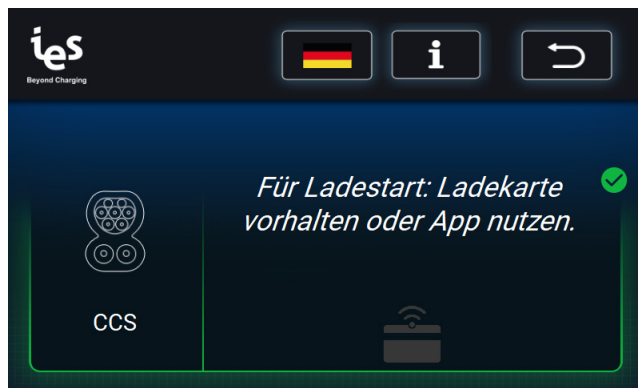 ies
Beyond Charging
i
Für Ladestart: Ladekarte
vorhalten oder App nutzen.
CCS